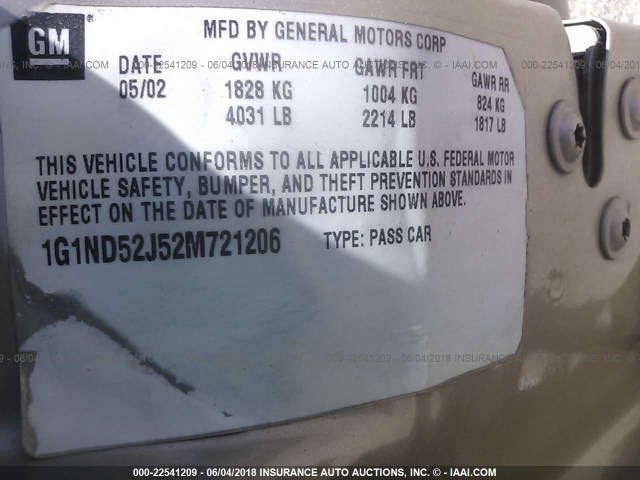 GM®
MFD BY GENERAL MOTORS CORP
DATE GVWR GAWR FRT GAWR RR
05/02 1828 KG 1004 KG 824 KG
4031 LB 2214 LB 1817 LB
THIS VEHICLE CONFORMS TO ALL APPLICABLE U.S. FEDERAL MOTOR
VEHICLE SAFETY, BUMPER, AND THEFT PREVENTION STANDARDS IN
EFFECT ON THE DATE OF MANUFACTURE SHOWN ABOVE.
1G1ND52J52M721206 TYPE: PASS CAR
000-22541209 - 06/04/2018 INSURANCE AUTO AUCTIONS, INC. - © - IAAI.COM